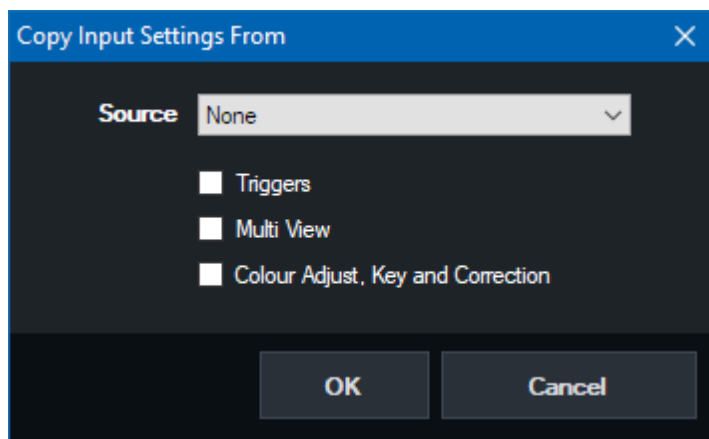 Copy Input Settings From
Source None
Triggers
Multi View
Colour Adjust, Key and Correction
OK Cancel